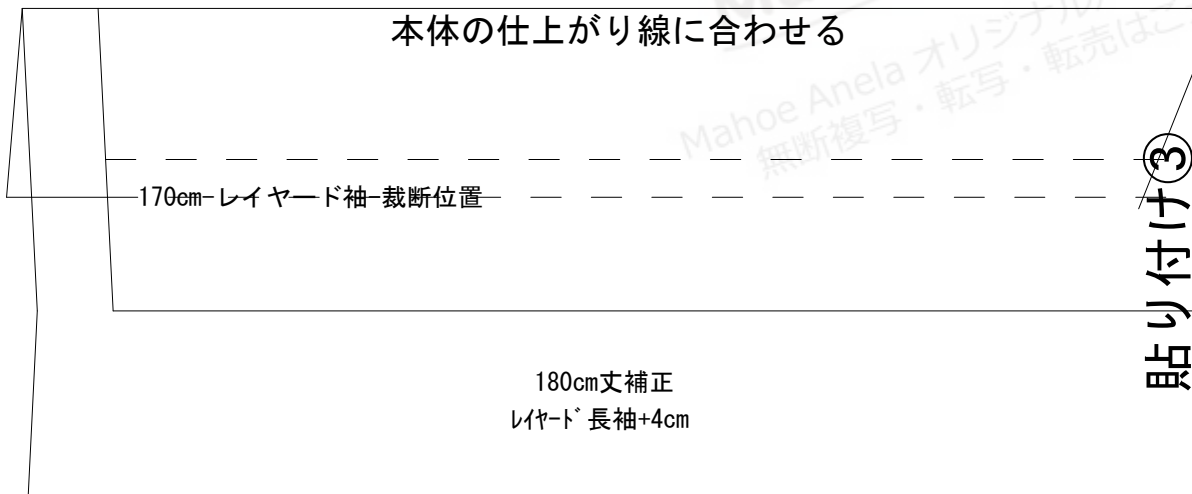 本体の仕上がり線に合わせる
Mahoe Anela オリジナル
無断複写・転写・転売はご
170cm-レイヤード袖-裁断位置
貼り付け③
180cm丈補正
ﾚｲﾔｰﾄﾞ長袖+4cm